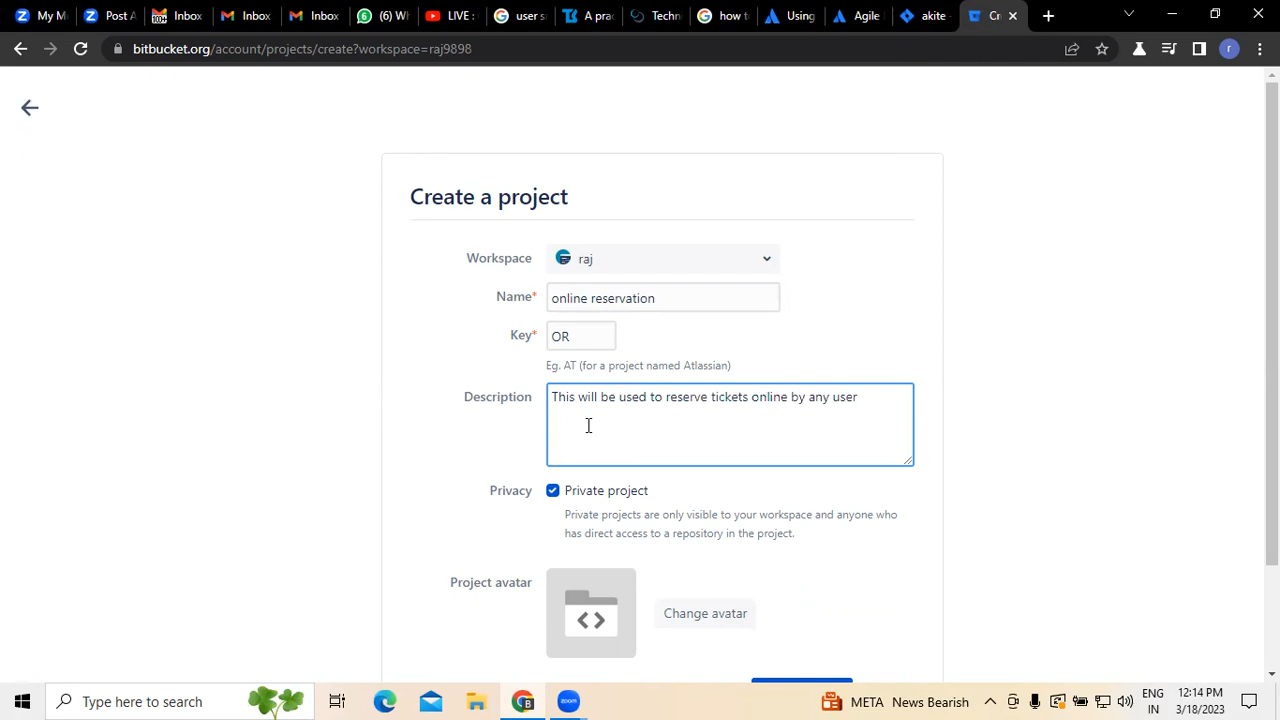 My M
Post A
Inbox
Inbox
Inbox
(6) W
LIVE :
user s
A prac
Techn
how to
Using
Agile
akite
Cr
bitbucket.org/account/projects/create?workspace=raj9898
r
Create a project
Workspace raj
Name* online reservation
Key* OR
Eg. AT (for a project named Atlassian)
Description This will be used to reserve tickets online by any user
Privacy Private project
Private projects are only visible to your workspace and anyone who
has direct access to a repository in the project.
Project avatar Change avatar
Type here to search
zoom
META News Bearish
ENG
IN
12:14 PM
3/18/2023